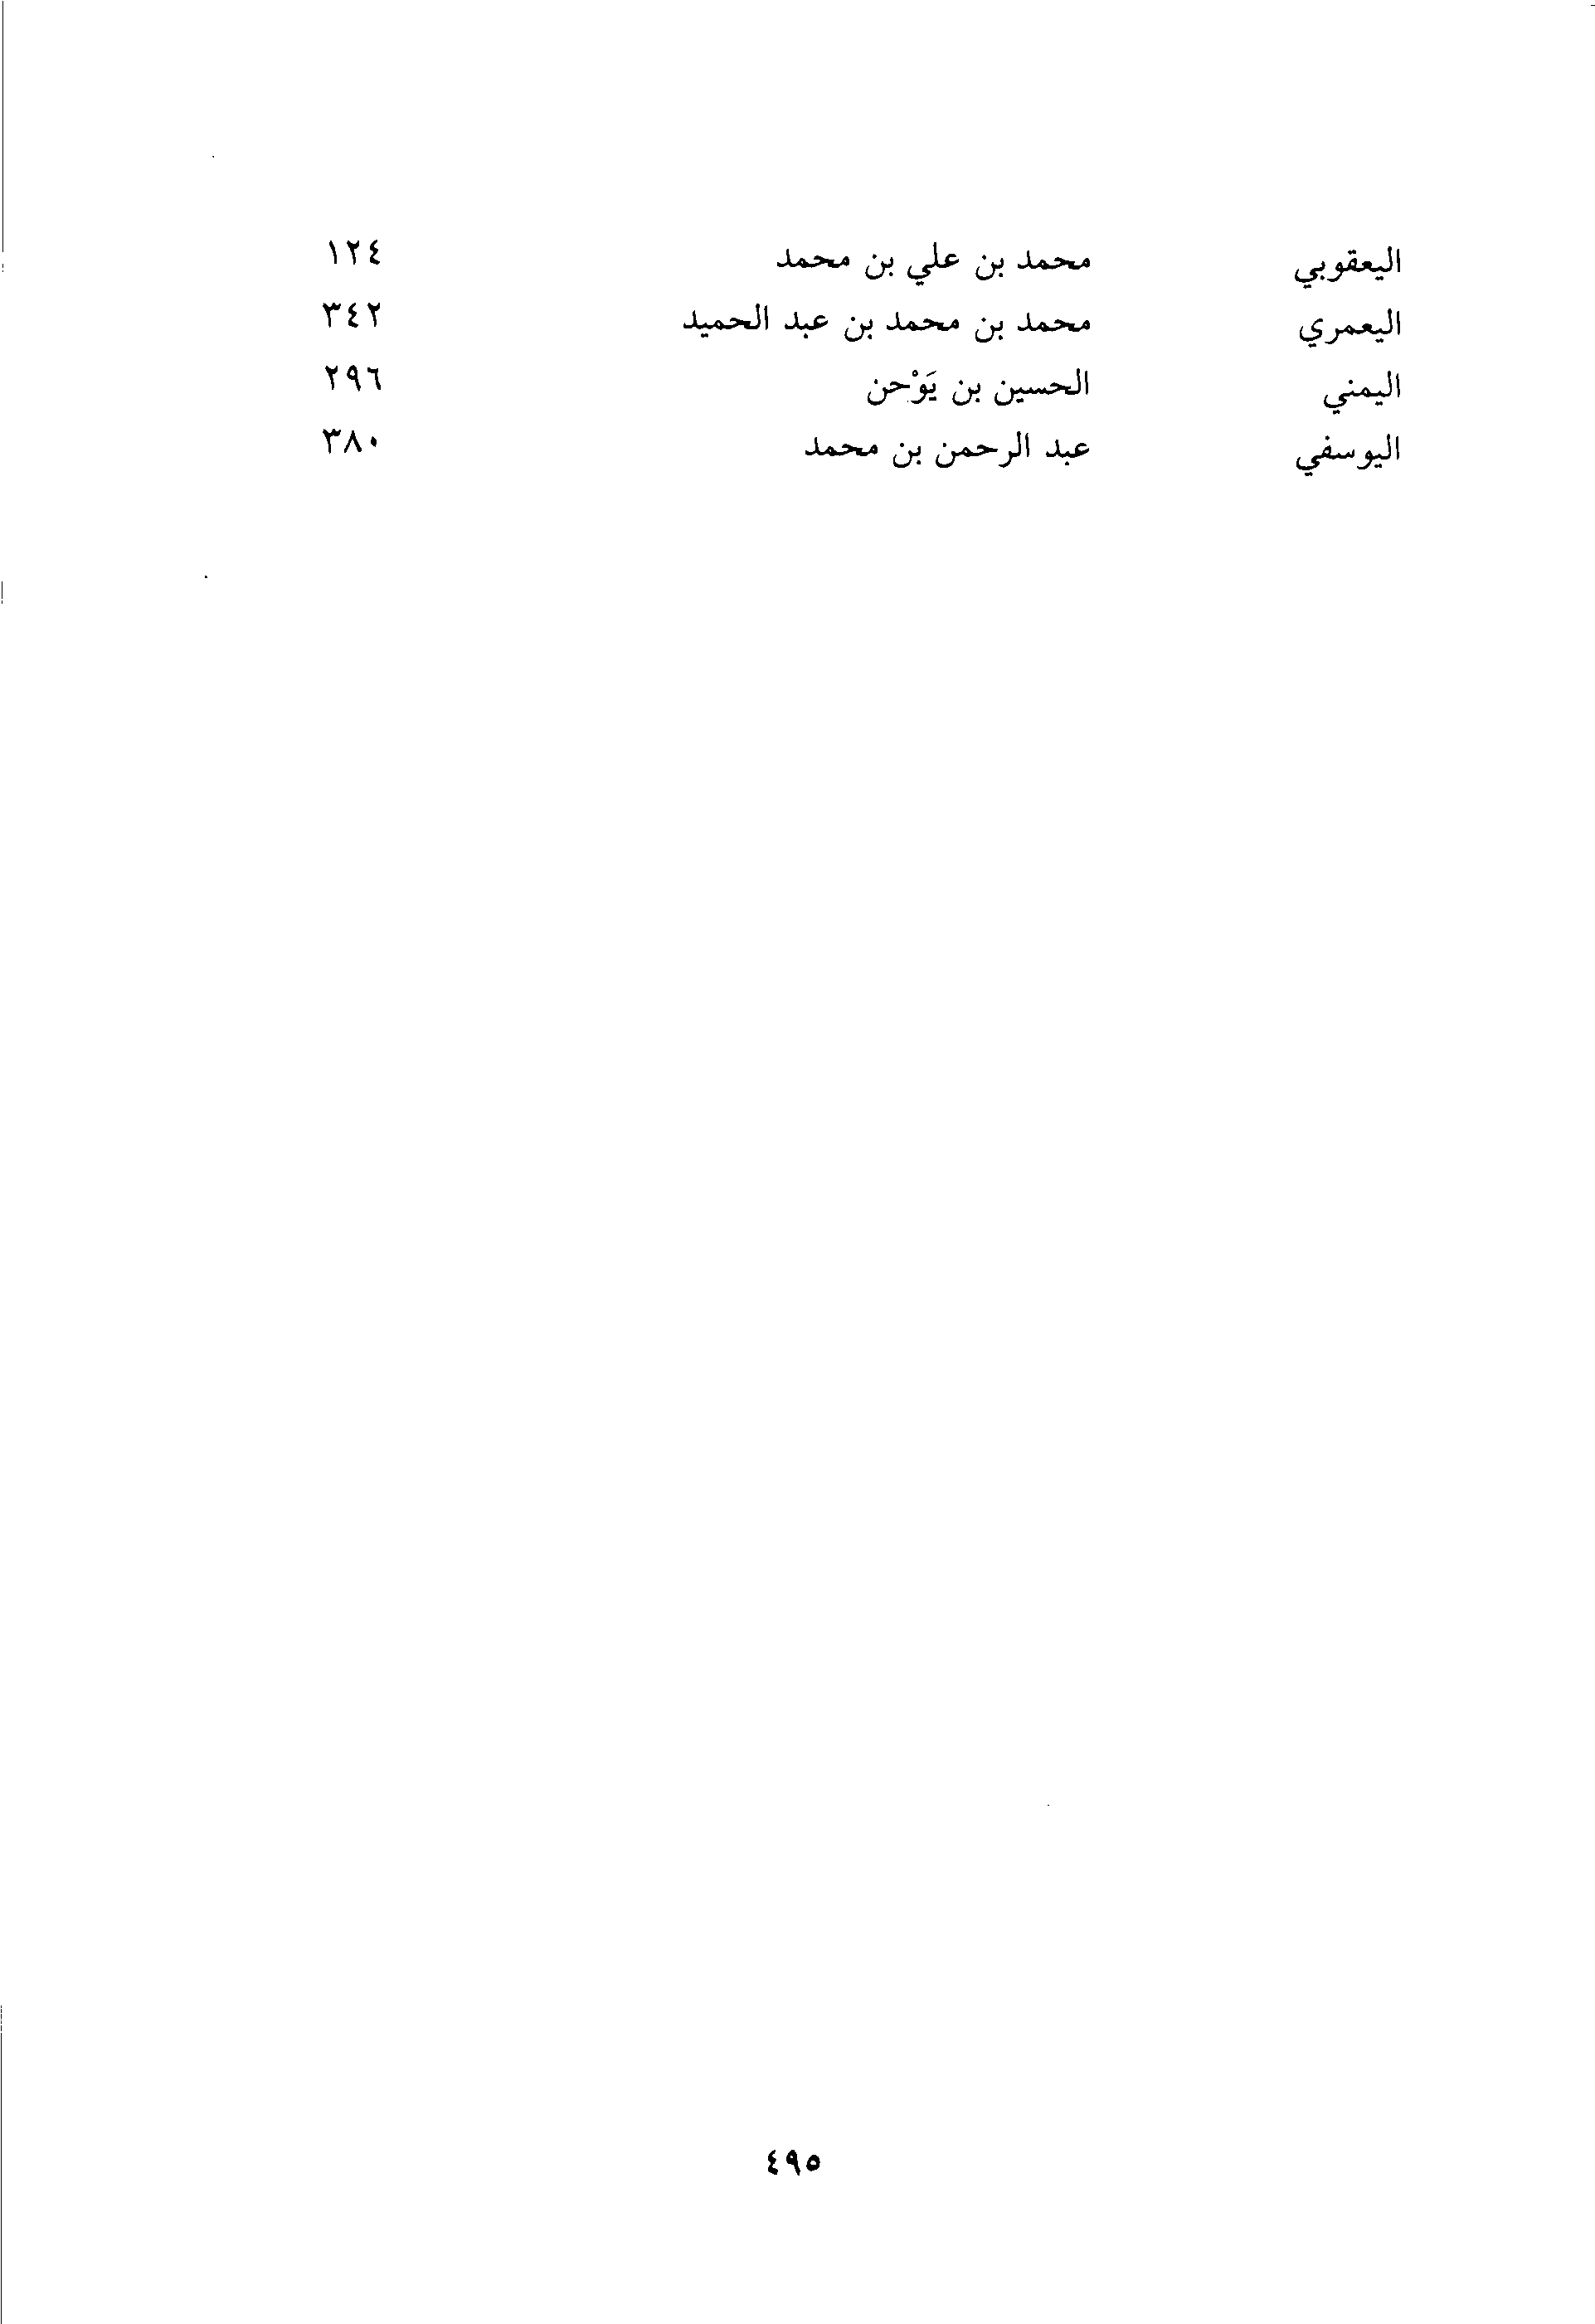 اليعقوبي محمد بن علي بن محمد ١٢٤
اليعمري محمد بن محمد بن عبد الحميد ٣٤٢
اليمني الحسين بن يَوْحن ٢٩٦
اليوسفي عبد الرحمن بن محمد ٣٨٠
٤٩٥